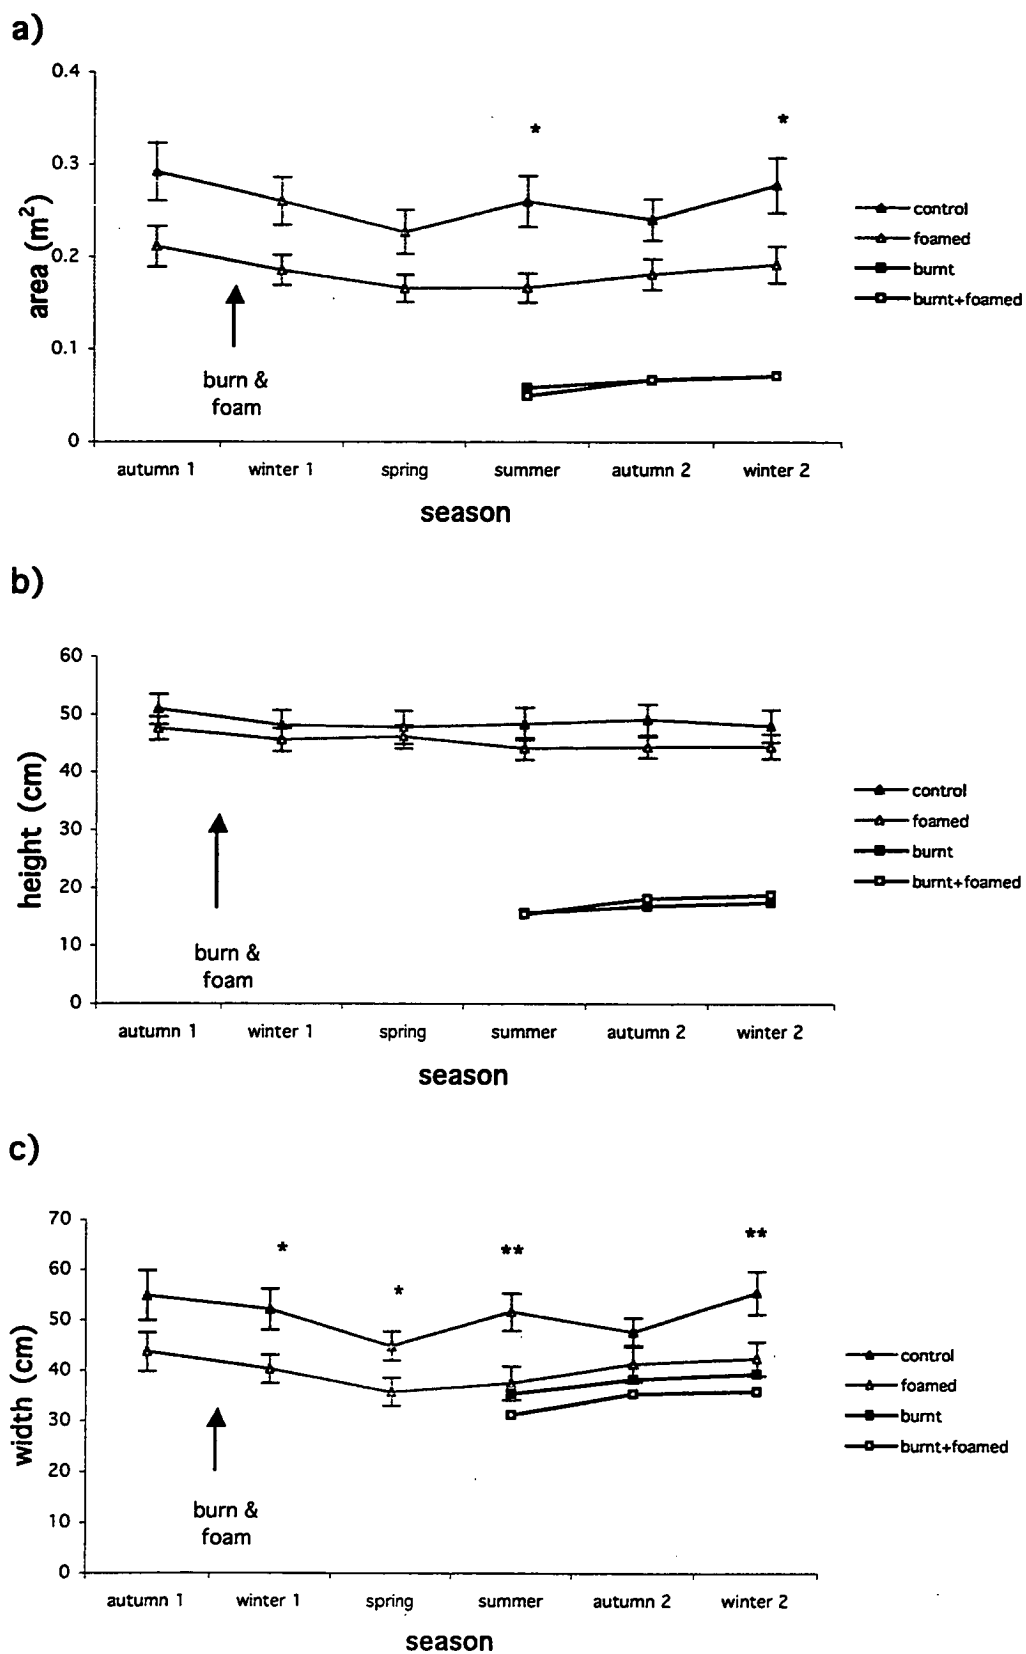 a)
0.4
*
*
0.3
control
foamed
0.2
burnt
burnt+foamed
area (m2)
0.1
burn &
foam
0
autumn 1 winter 1 spring summer autumn 2 winter 2
season
b)
60
50
40
control
foamed
30
burnt
20
burnt+foamed
height (cm)
10
burn &
foam
0
autumn 1 winter 1 spring summer autumn 2 winter 2
season
c)
70
* * ** **
60
50
40
control
foamed
30
burnt
burnt+foamed
width (cm)
20
10
burn &
foam
0
autumn 1 winter 1 spring summer autumn 2 winter 2
season